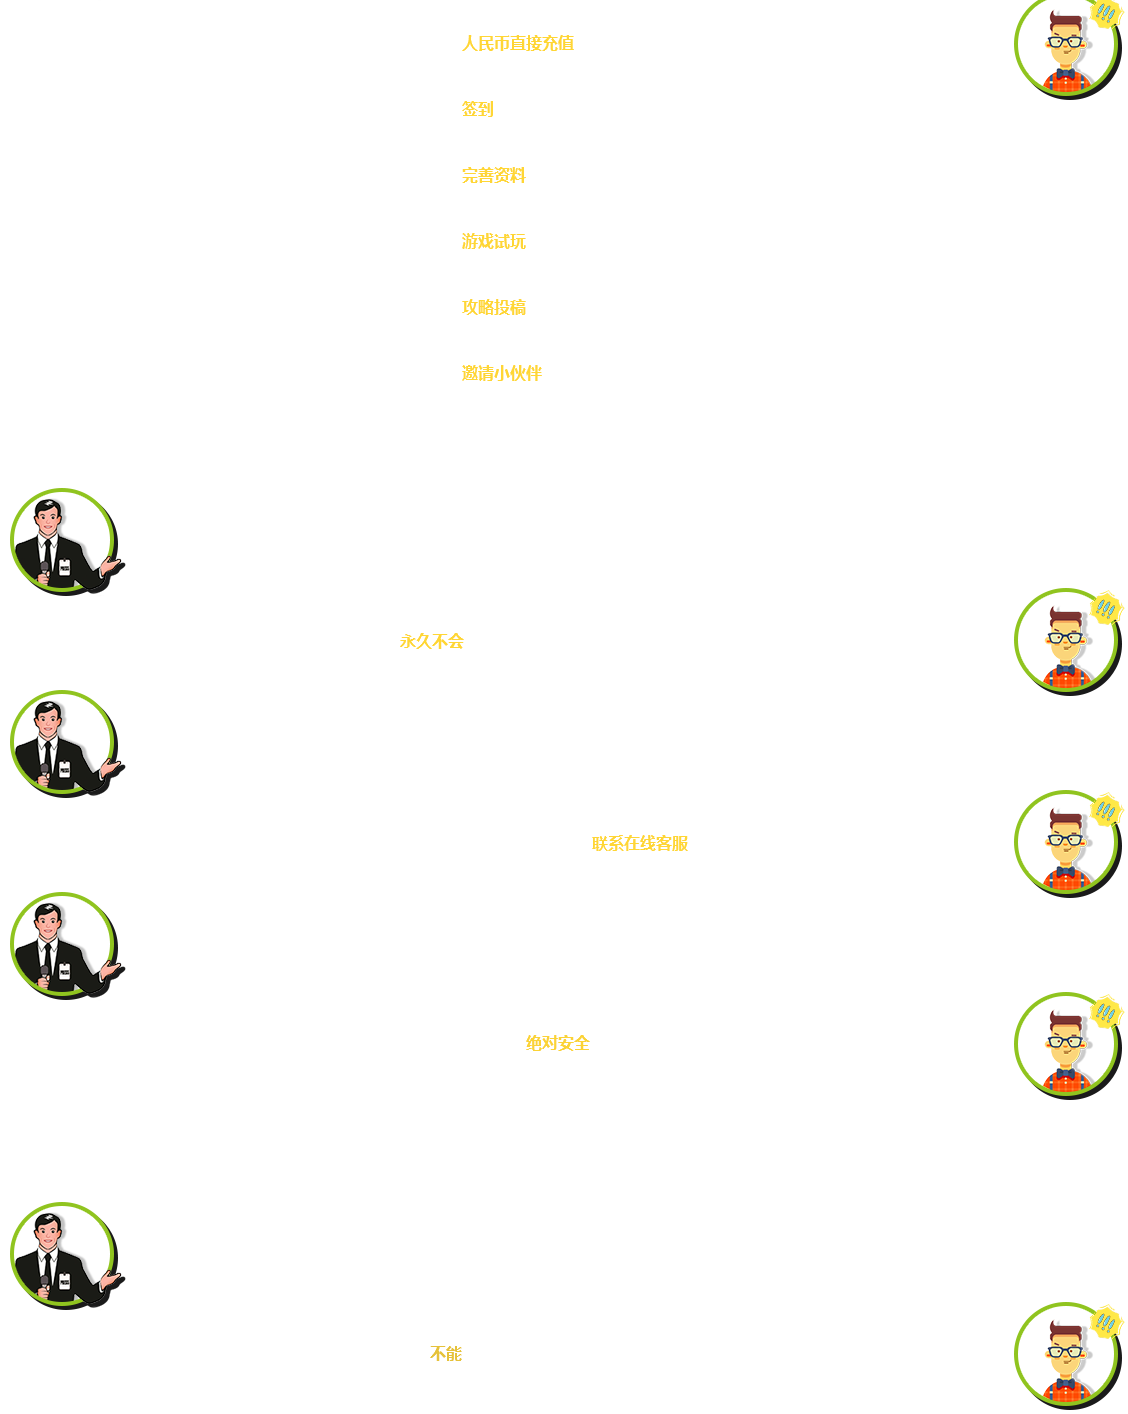 人民币直接充值
签到
完善资料
游戏试玩
攻略投稿
邀请小伙伴
永久不会
联系在线客服
绝对安全
不能